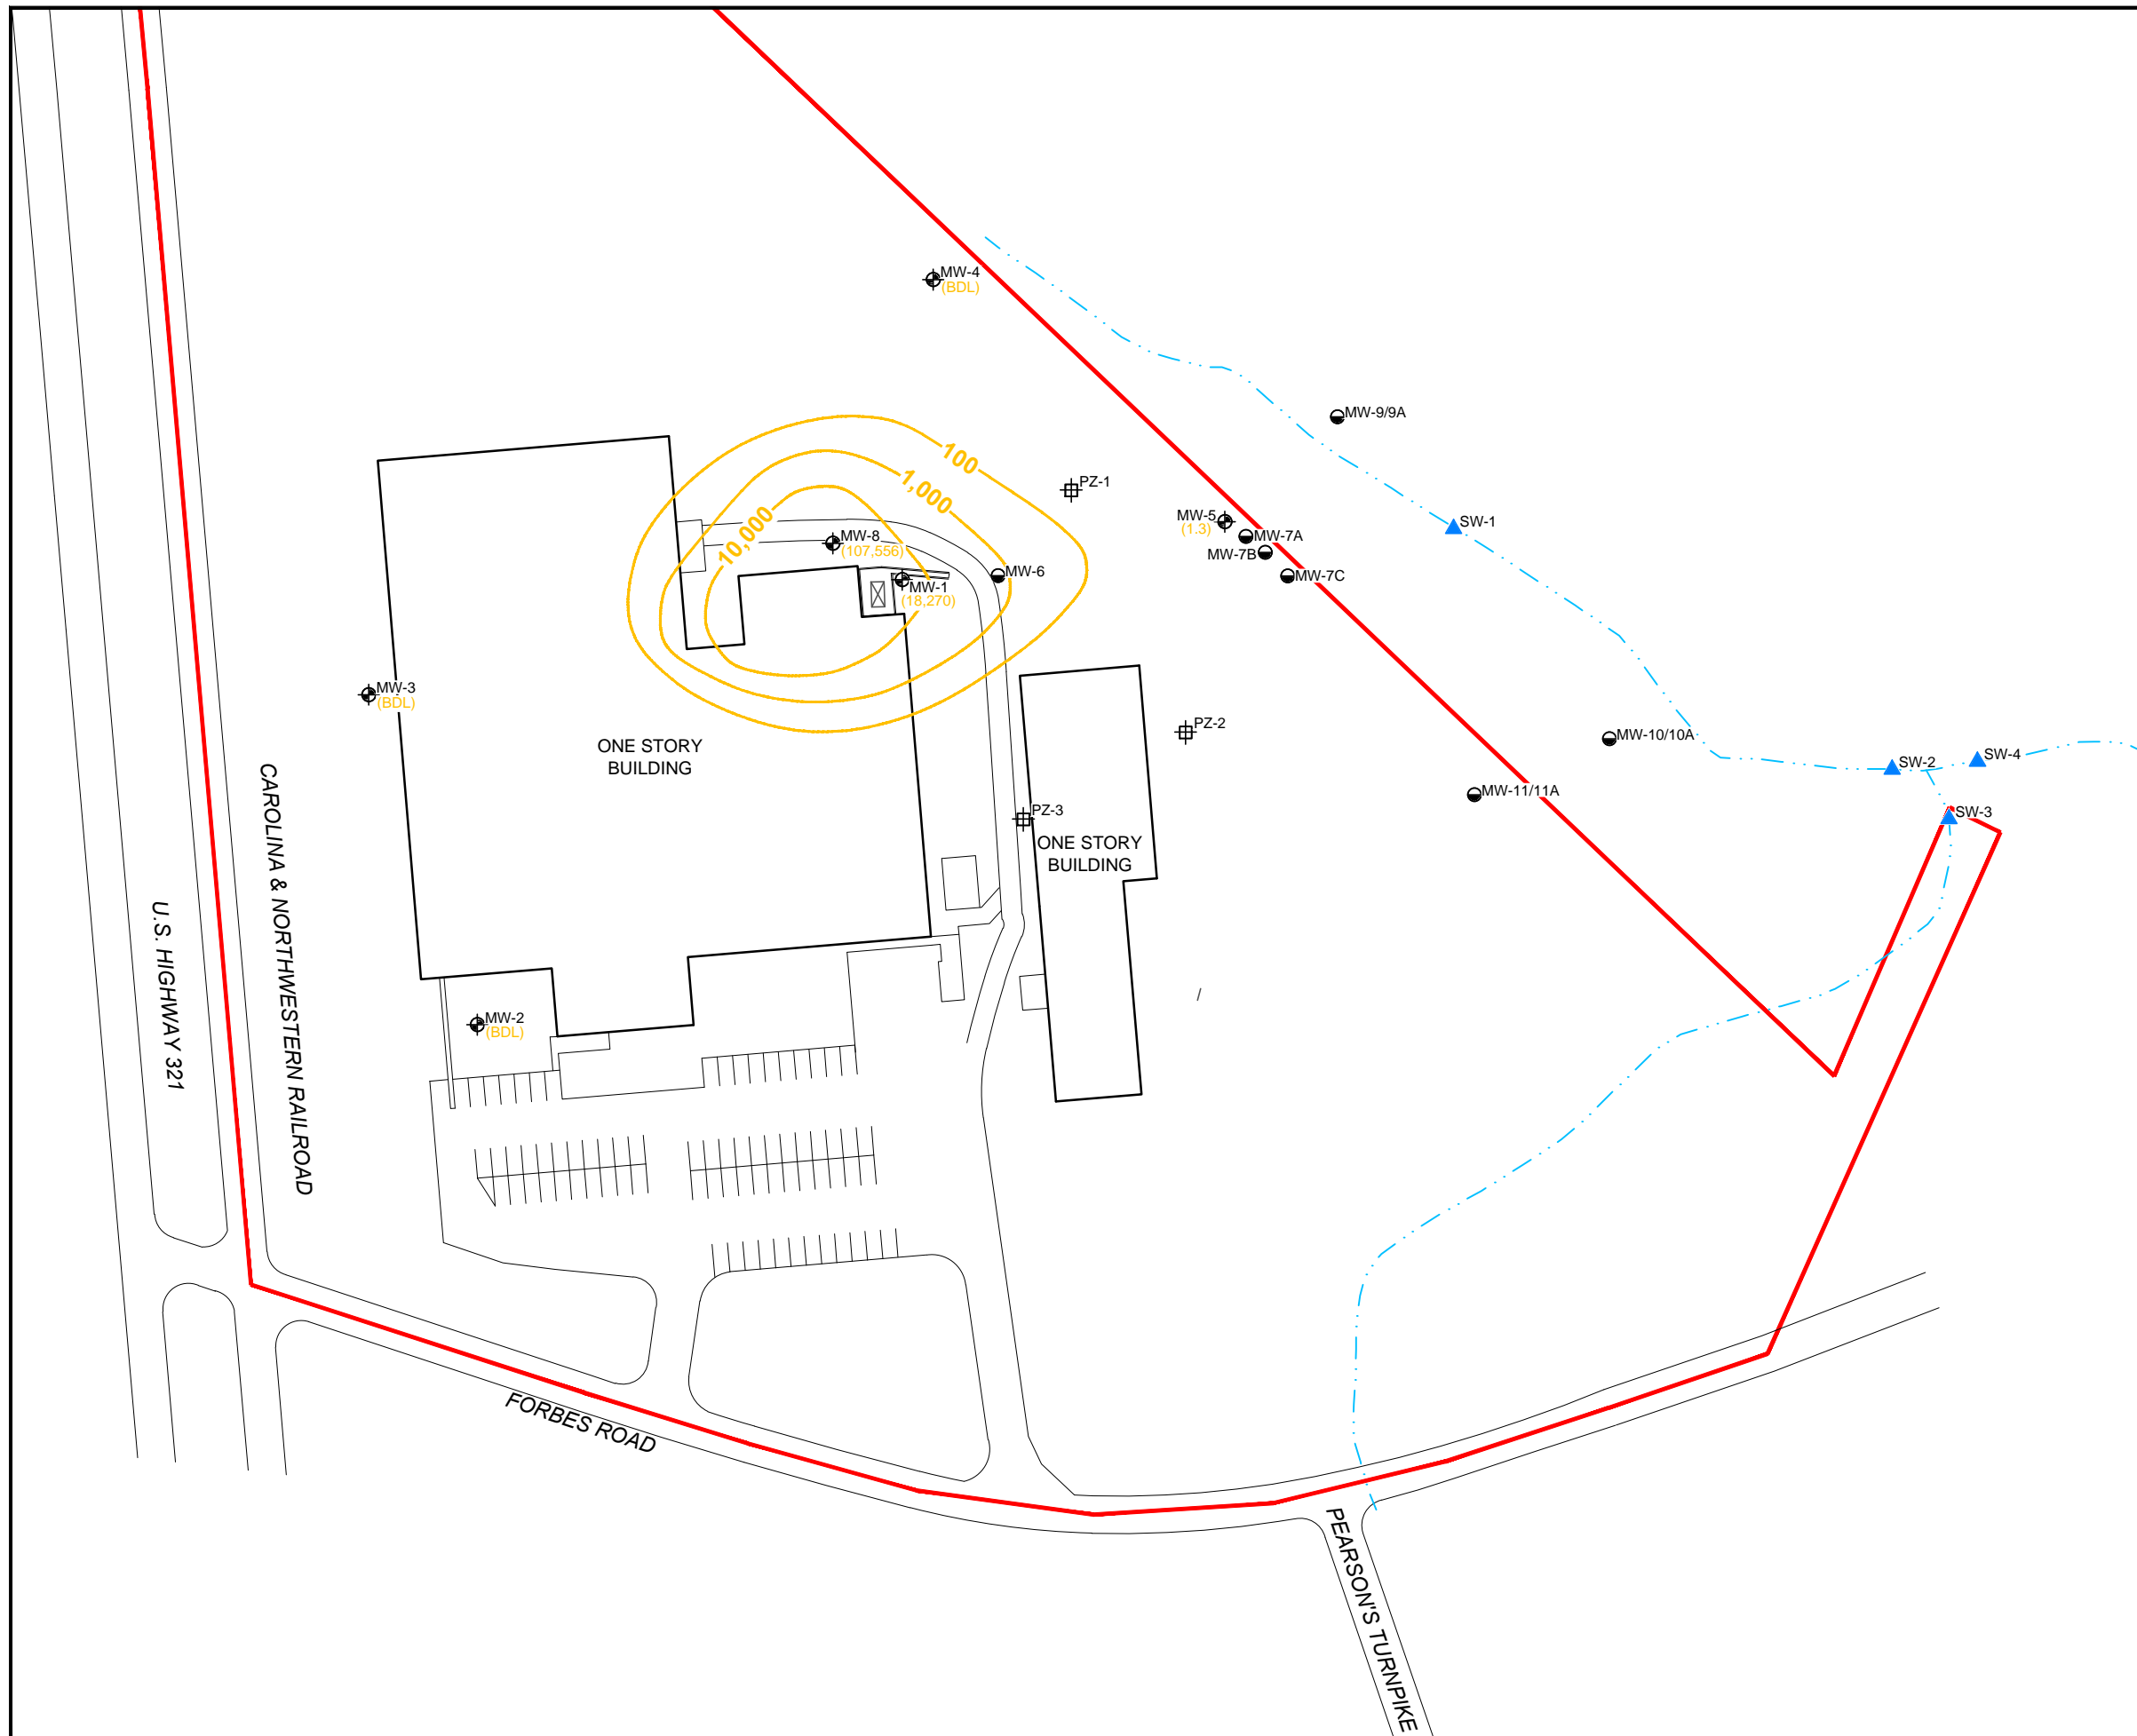 MW-4
(BDL)
MW-9/9A
100
1,000
PZ-1
10,000
MW-5
(1.3)
SW-1
MW-8
(107,556)
MW-7A
MW-7B
MW-6
MW-7C
MW-1
(18,270)
MW-3
(BDL)
PZ-2
MW-10/10A
ONE STORY
BUILDING
SW-2
SW-4
MW-11/11A
PZ-3
SW-3
ONE STORY
BUILDING
CAROLINA & NORTHWESTERN RAILROAD
U.S. HIGHWAY 321
MW-2
(BDL)
FORBES ROAD
PEARSON'S TURNPIKE